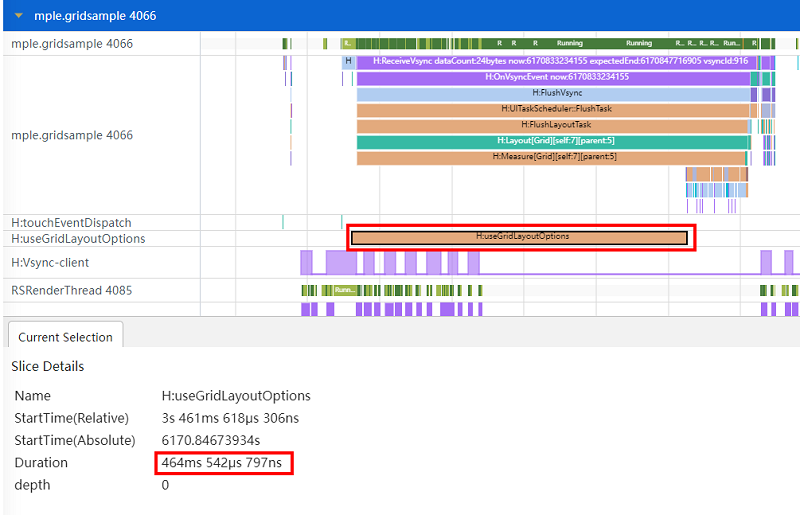 mple.gridsample 4066
mple.gridsample 4066
R... R R R Running Running R... R... R... R... Run... R...
mple.gridsample 4066
H H:ReceiveVsync dataCount:24bytes now:6170833234155 expectedEnd:6170847716905 vsyncId:916
H:OnVsyncEvent now:6170833234155
H:FlushVsync
H:UITaskScheduler::FlushTask
H:FlushLayoutTask
H:Layout[Grid][self:7][parent:5]
H:Measure[Grid][self:7][parent:5]
H:touchEventDispatch
H:useGridLayoutOptions
H:useGridLayoutOptions
H:Vsync-client
RSRenderThread 4085
Runn...
Current Selection
Slice Details
Name H:useGridLayoutOptions
StartTime(Relative) 3s 461ms 618μs 306ns
StartTime(Absolute) 6170.84673934s
Duration 464ms 542μs 797ns
depth 0